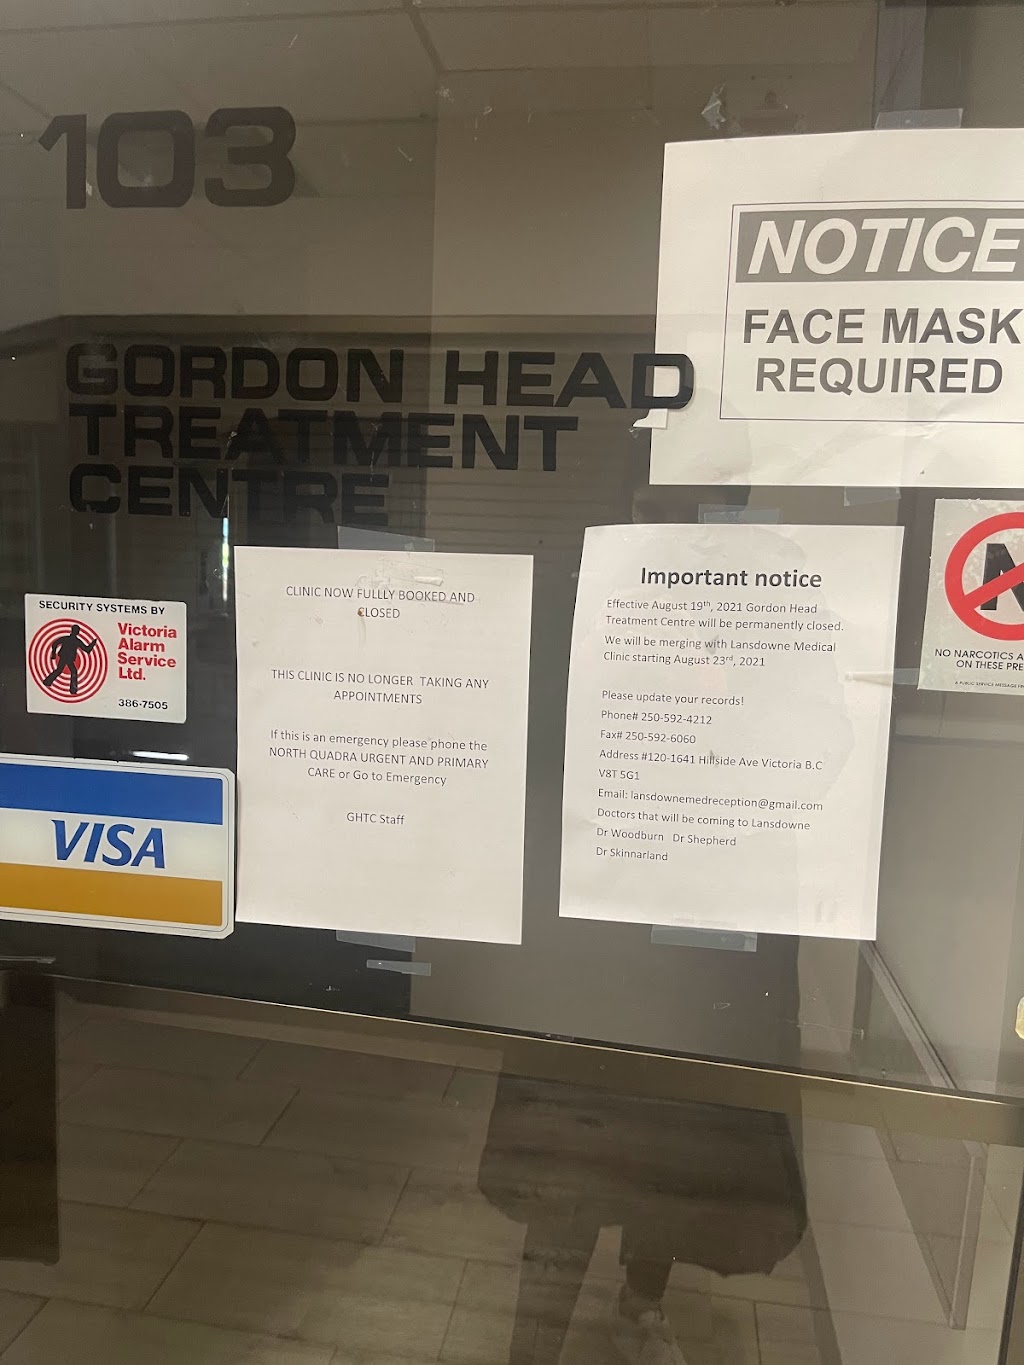 103
GORDON HEAD
TREATMENT
CENTRE
NOTICE
FACE MASK
REQUIRED
SECURITY SYSTEMS BY
Victoria
Alarm
Service
Ltd.
386-7505
VISA
CLINIC NOW FULLLY BOOKED AND
CLOSED
THIS CLINIC IS NO LONGER TAKING ANY
APPOINTMENTS
If this is an emergency please phone the
NORTH QUADRA URGENT AND PRIMARY
CARE or Go to Emergency
GHTC Staff
Important notice
Effective August 19th, 2021 Gordon Head
Treatment Centre will be permanently closed.
We will be merging with Lansdowne Medical
Clinic starting August 23rd, 2021
Please update your records!
Phone# 250-592-4212
Fax# 250-592-6060
Address #120-1641 Hillside Ave Victoria B.C
V8T 5G1
Email: lansdownemedreception@gmail.com
Doctors that will be coming to Lansdowne
Dr Woodburn Dr Shepherd
Dr Skinnarland
N
NO NARCOTICS
ON THESE
A PUBLIC SERVICE MESSAGE